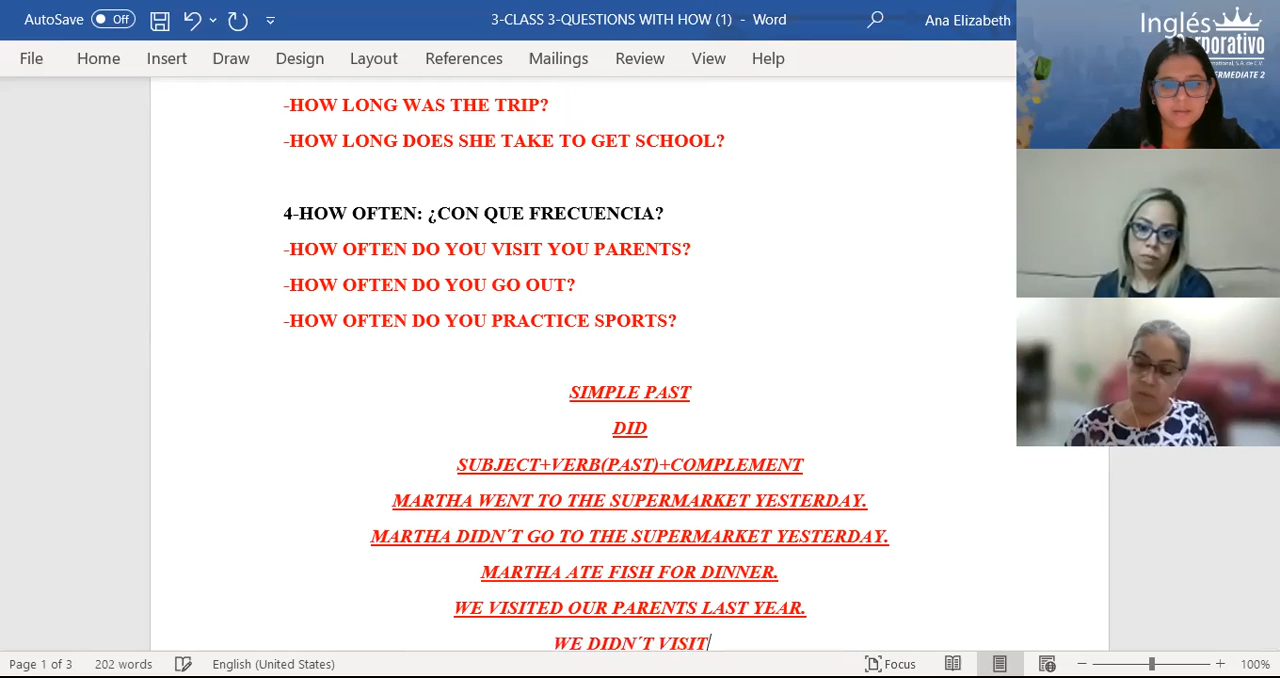 AutoSave Off 3-CLASS 3-QUESTIONS WITH HOW (1) - Word Ana Elizabeth
File Home Insert Draw Design Layout References Mailings Review View Help
Inglés
rporativo
ERMEDIATE 2
-HOW LONG WAS THE TRIP?
-HOW LONG DOES SHE TAKE TO GET SCHOOL?
4-HOW OFTEN: ¿CON QUE FRECUENCIA?
-HOW OFTEN DO YOU VISIT YOU PARENTS?
-HOW OFTEN DO YOU GO OUT?
-HOW OFTEN DO YOU PRACTICE SPORTS?
SIMPLE PAST
DID
SUBJECT+VERB(PAST)+COMPLEMENT
MARTHA WENT TO THE SUPERMARKET YESTERDAY.
MARTHA DIDN´T GO TO THE SUPERMARKET YESTERDAY.
MARTHA ATE FISH FOR DINNER.
WE VISITED OUR PARENTS LAST YEAR.
WE DIDN´T VISIT
Page 1 of 3 202 words English (United States) Focus 100%